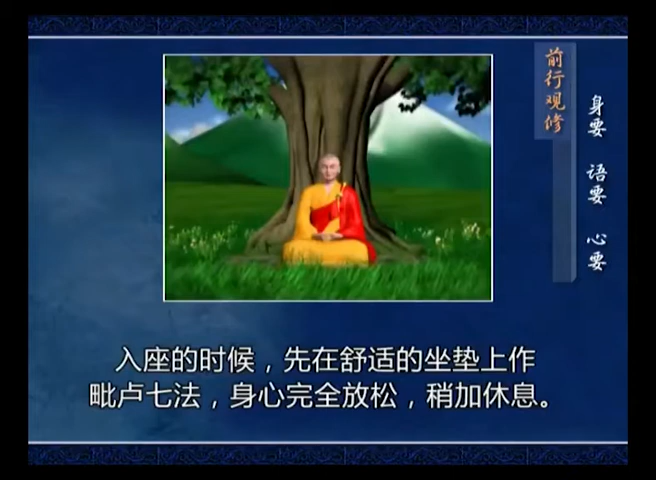 前行观修
身要 语要 心要
入座的时候，先在舒适的坐垫上作
毗卢七法，身心完全放松，稍加休息。